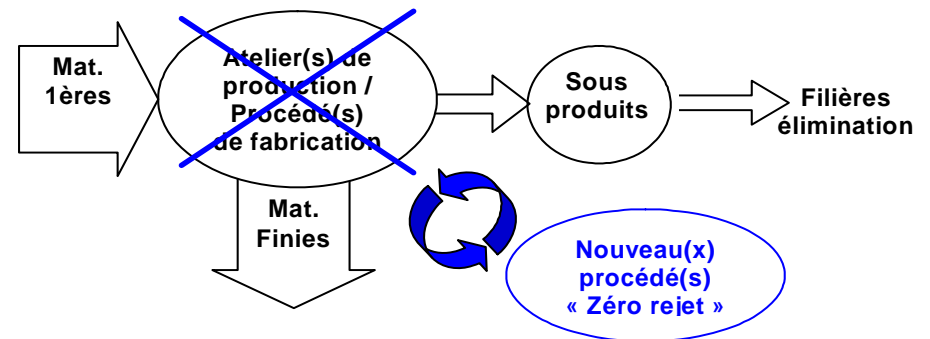 Mat.
1ères
Atelier(s) de
production /
Procédé(s)
de fabrication
Sous
produits
Filières
élimination
Mat.
Finies
Nouveau(x)
procédé(s)
« Zéro rejet »